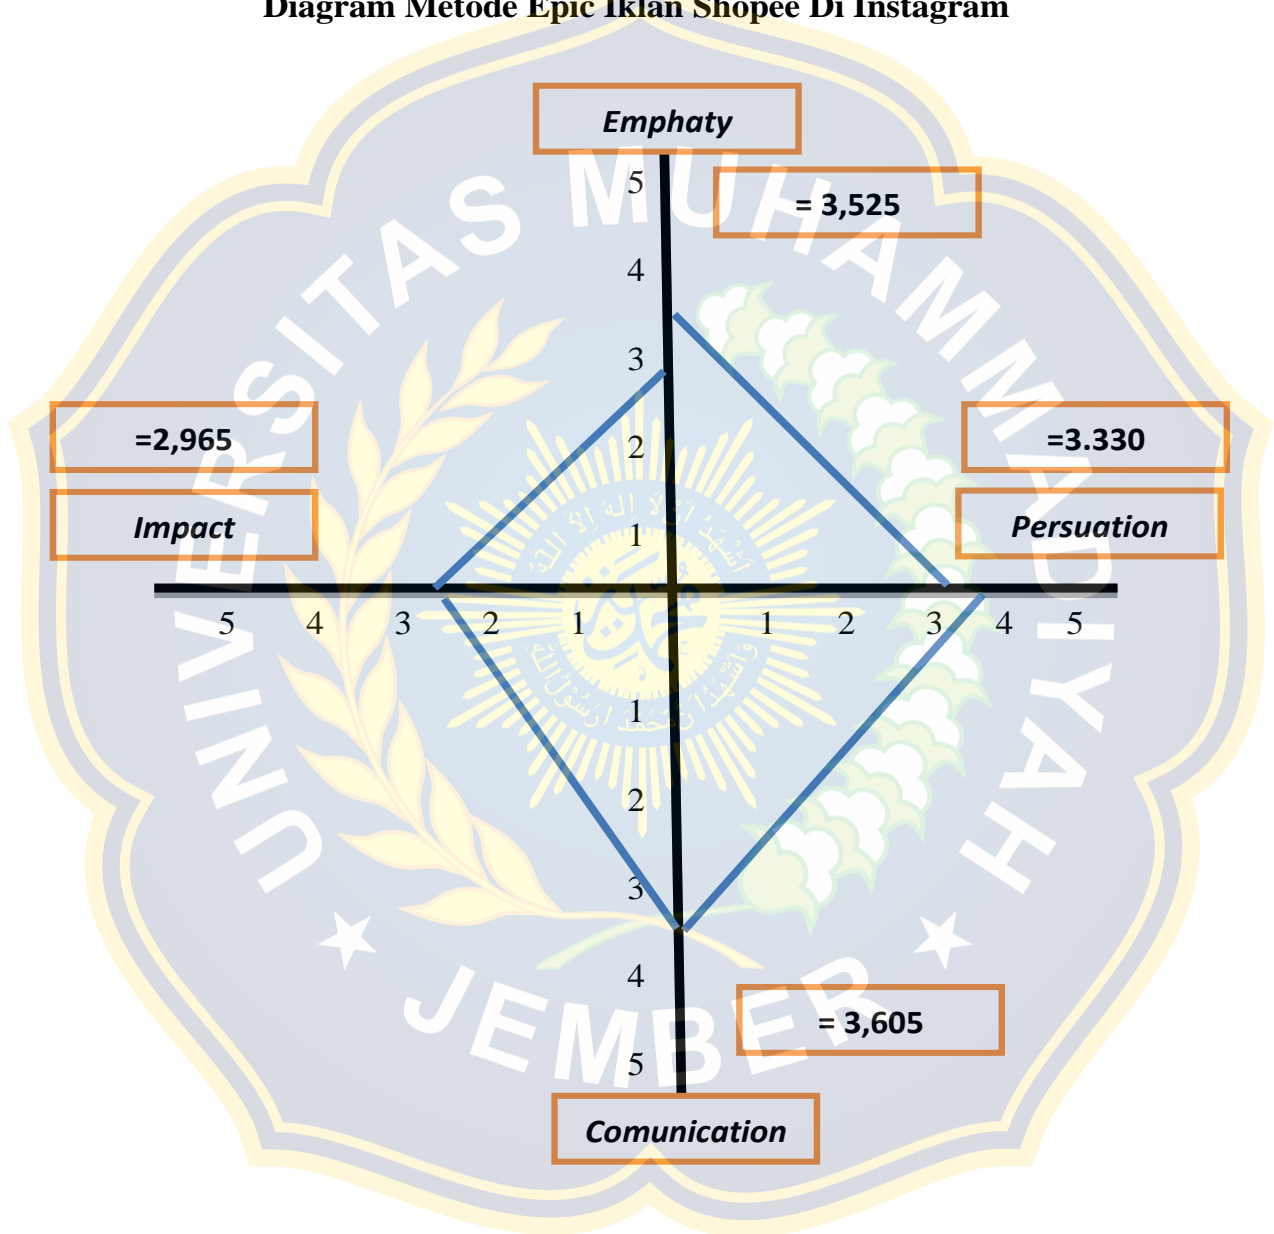 Diagram Metode Epic Iklan Shopee Di Instagram
Emphaty
5
= 3,525
4
3
=2,965
=3.330
2
Impact
1
Persuation
5 4 3 2 1 1 2 3 4 5
1
2
3
4
= 3,605
5
Comunication
UNIVERSITAS MUHAMMADIYAH
JEMBER